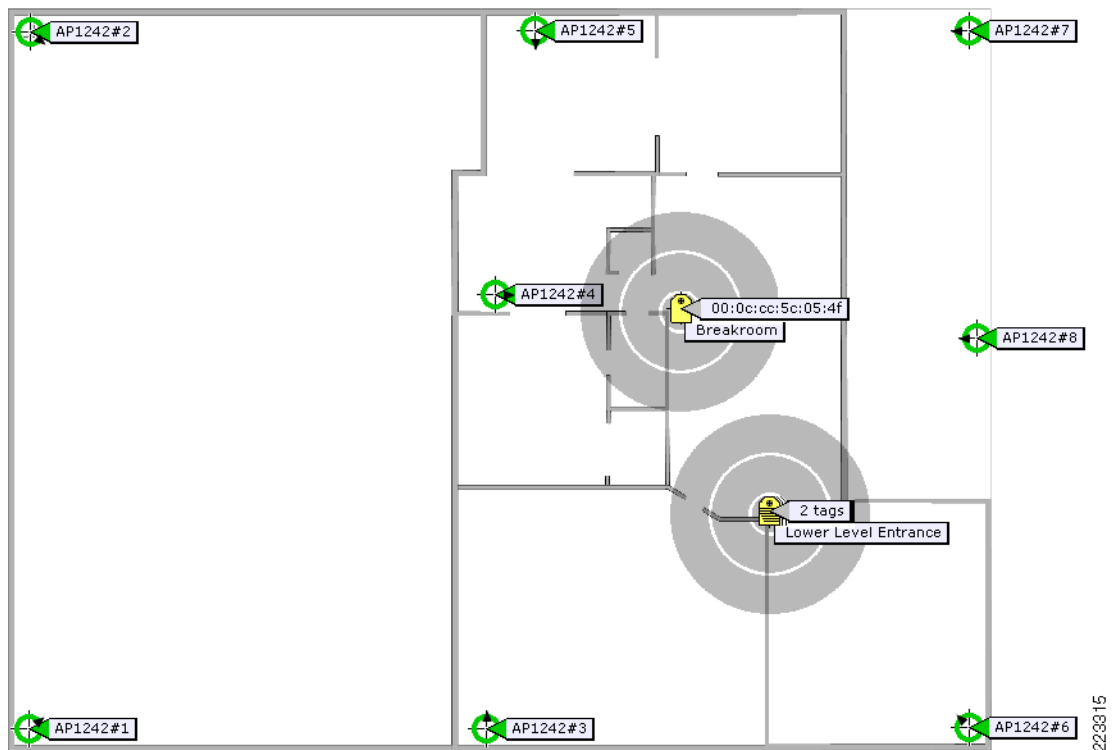 AP1242#2
AP1242#5
AP1242#7
AP1242#4
00:0c:cc:5c:05:4f
Breakroom
AP1242#8
2 tags
Lower Level Entrance
AP1242#1
AP1242#3
AP1242#6
223315